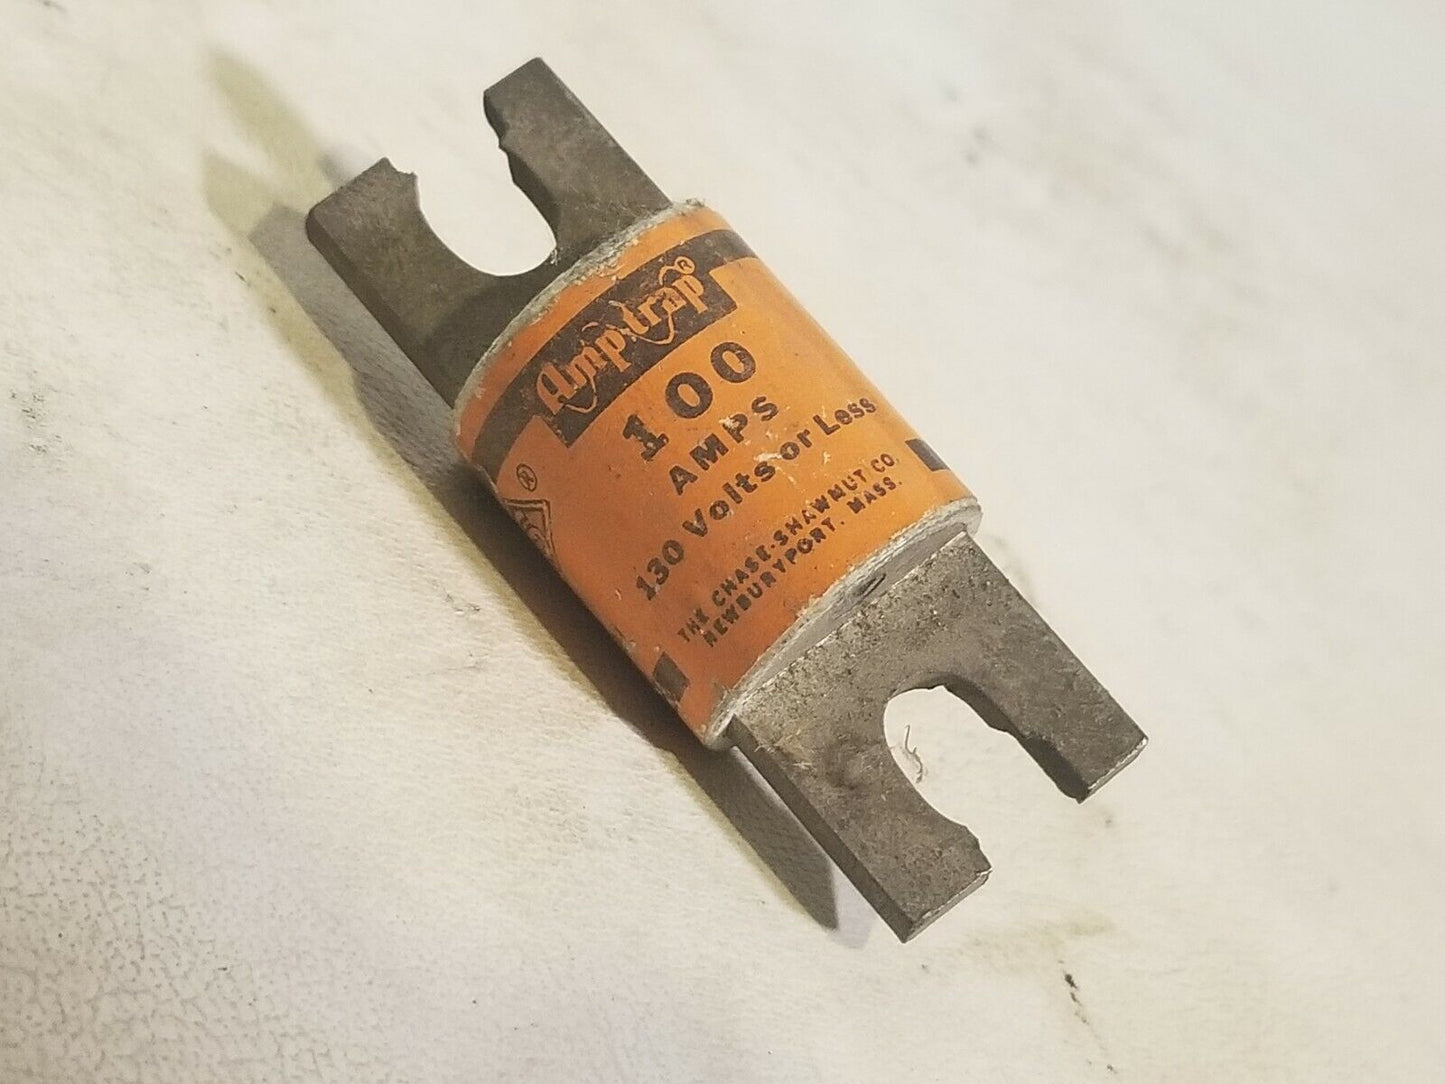 Amp-trap®
100
AMPS
130 Volts or Less
THE CHASE-SHAWMUT CO.
NEWBURYPORT, MASS.
®